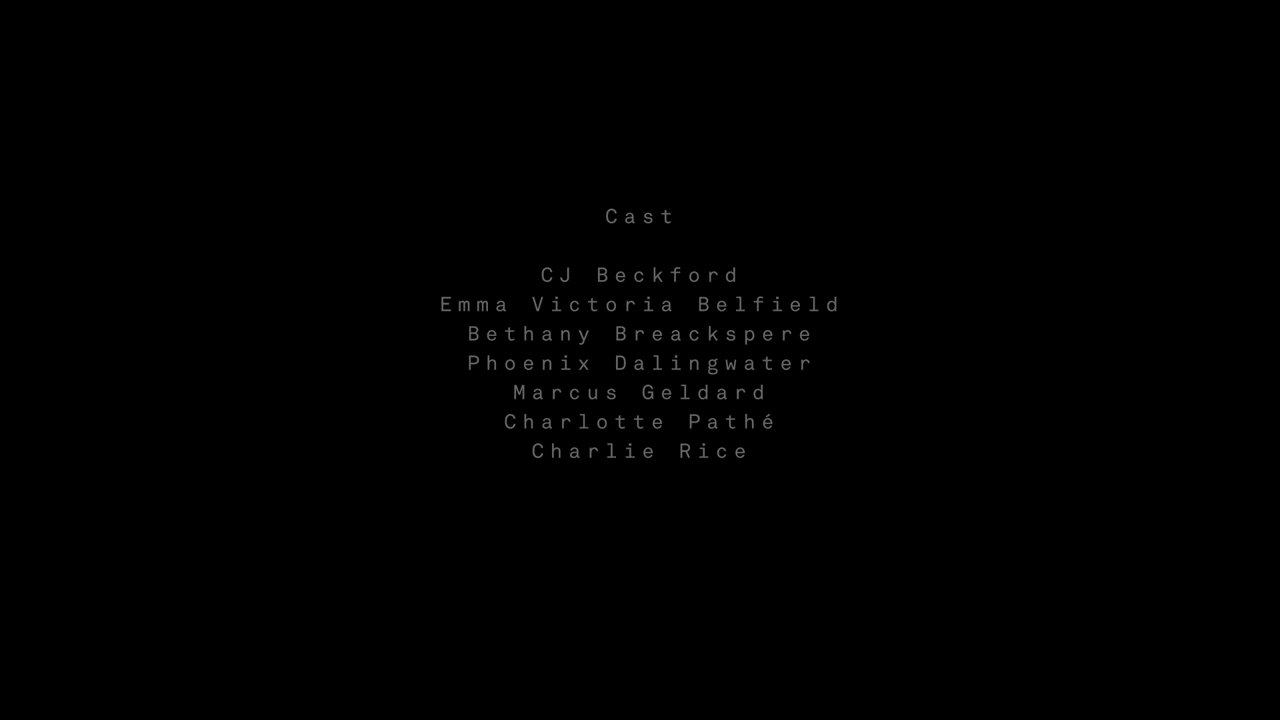 Cast
CJ Beckford
Emma Victoria Belfield
Bethany Breackspere
Phoenix Dalingwater
Marcus Geldard
Charlotte Pathé
Charlie Rice